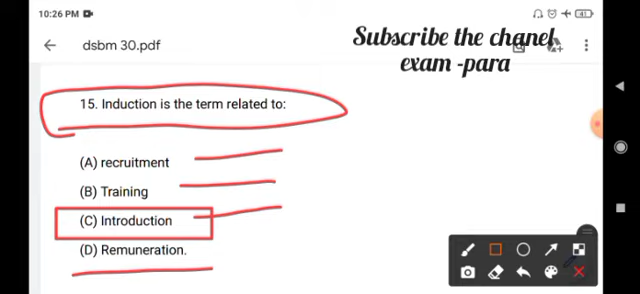 10:26 PM
41
dsbm 30.pdf
Subscribe the chanel
exam -para
15. Induction is the term related to:
(A) recruitment
(B) Training
(C) Introduction
(D) Remuneration.